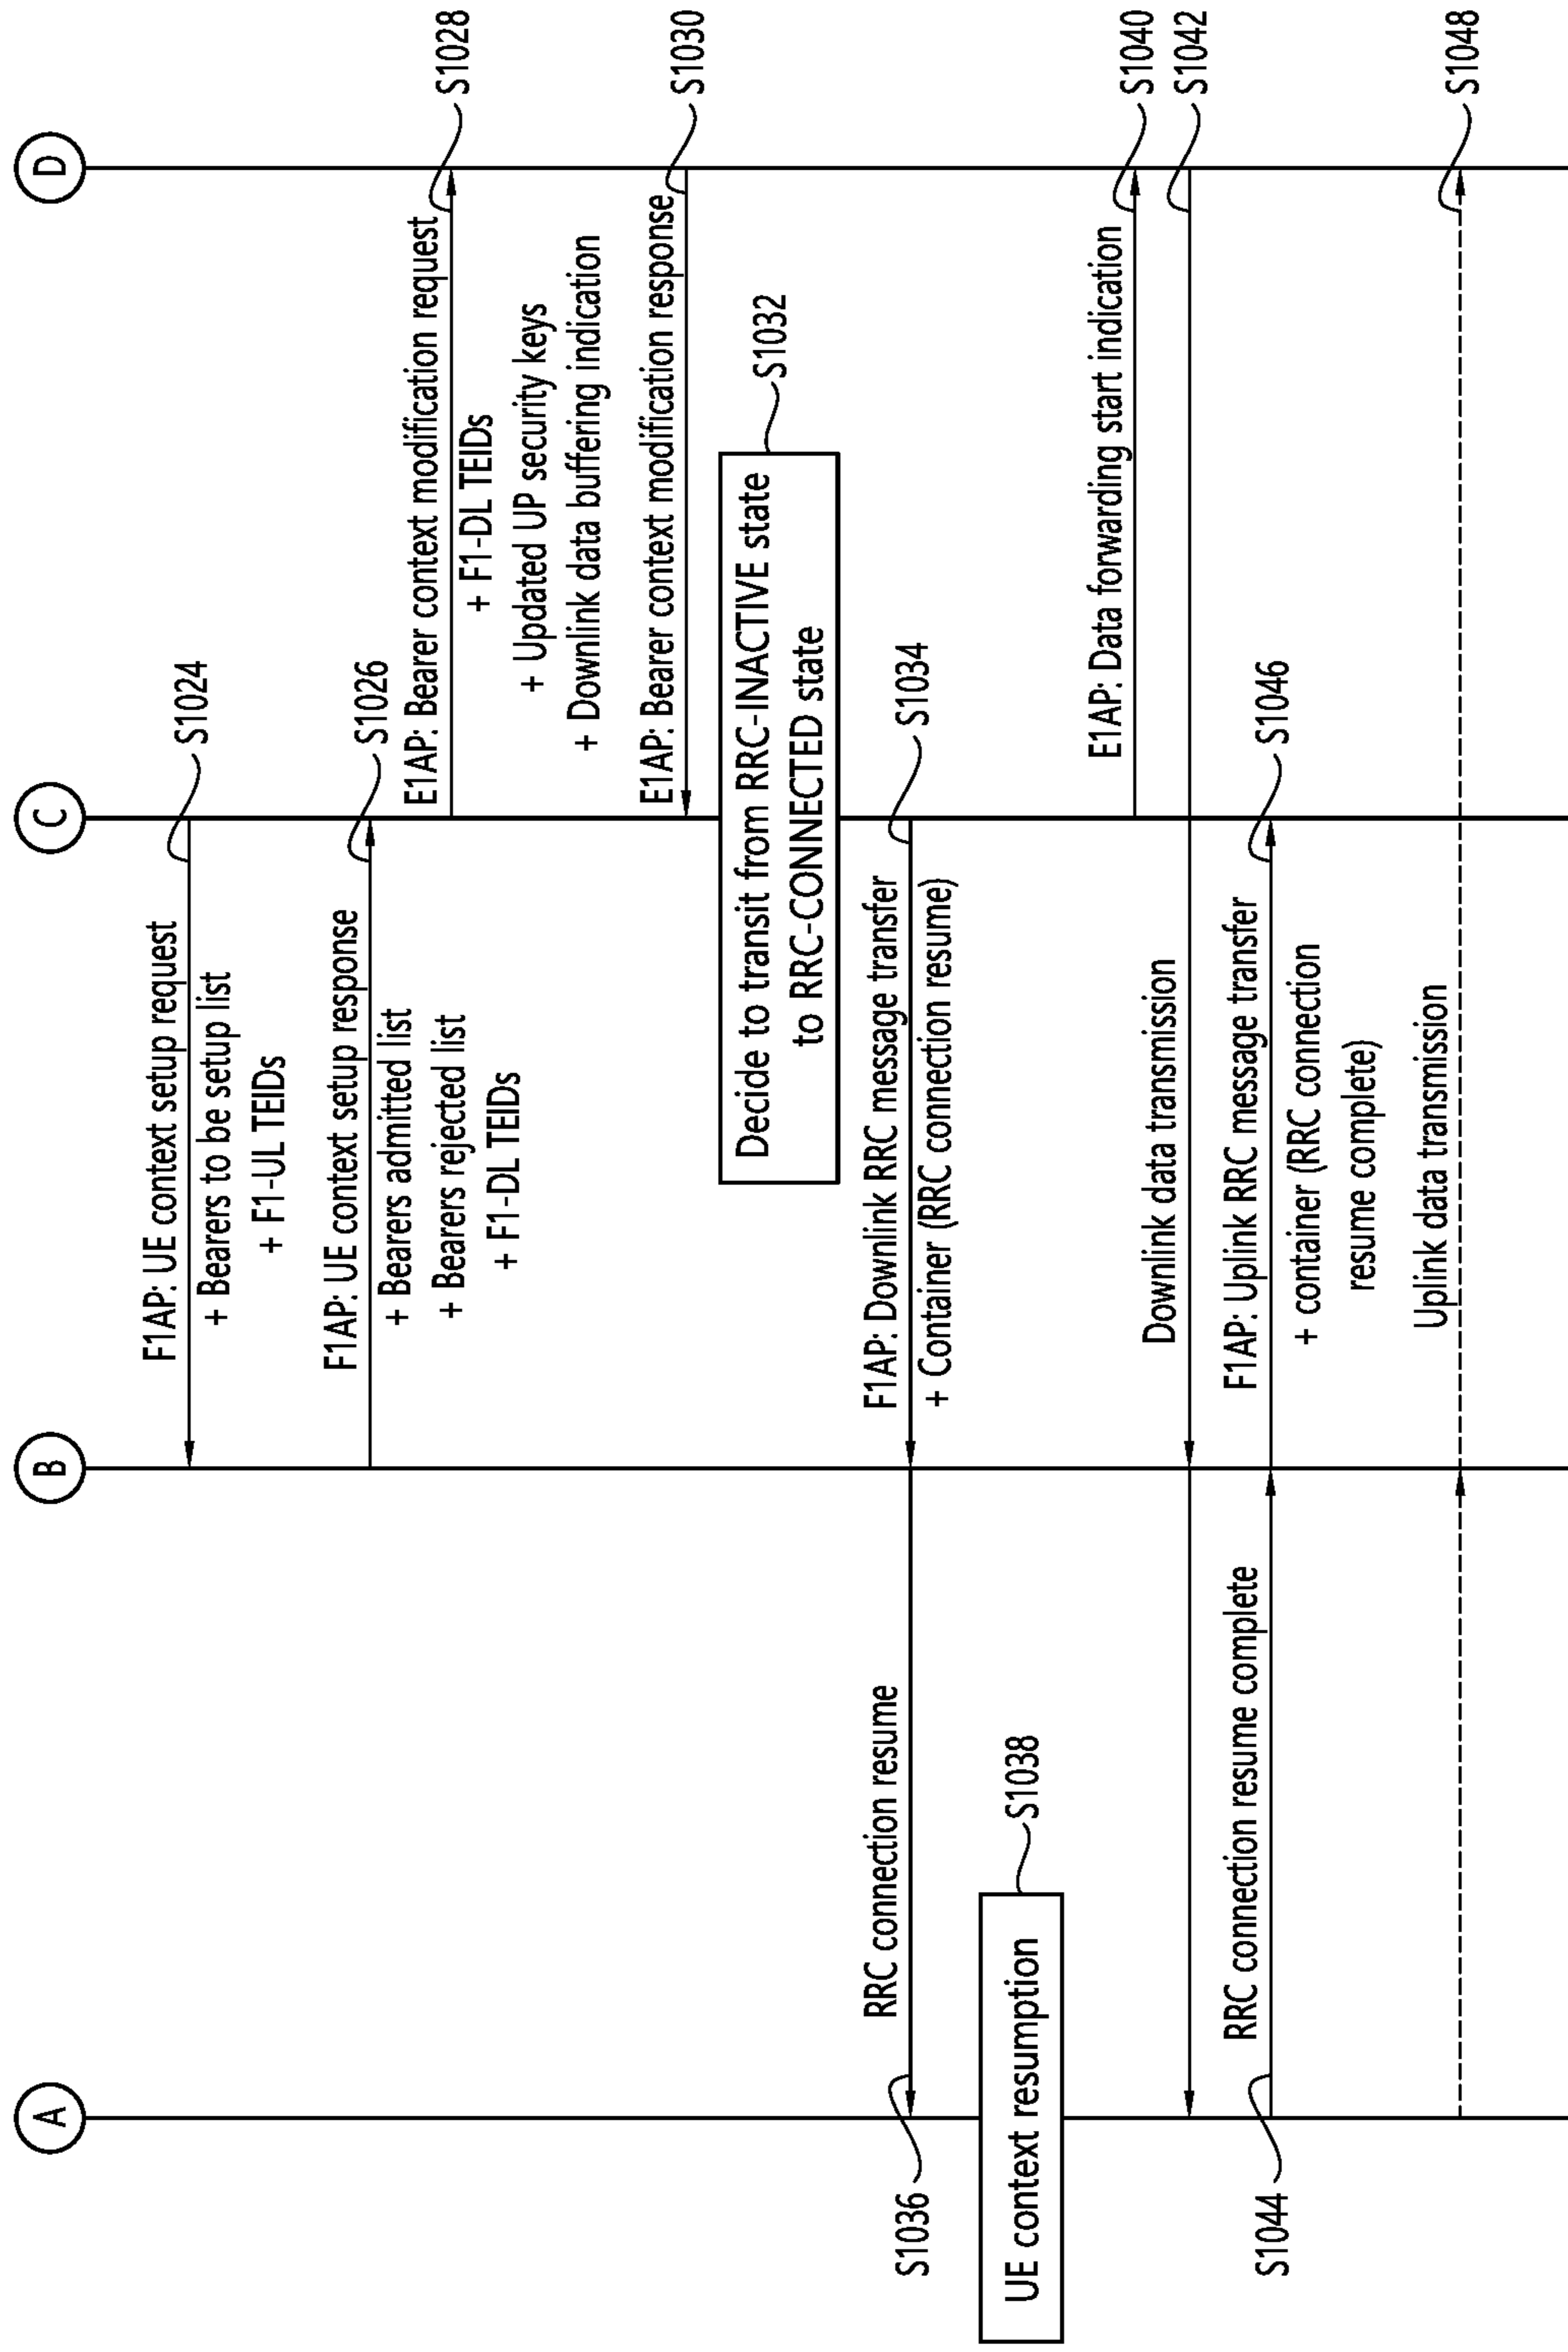 A
B
C
D
F1AP: UE context setup request
S1024
+ Bearers to be setup list
+ F1-UL TEIDs
F1AP: UE context setup response
S1026
+ Bearers admitted list
+ Bearers rejected list
+ F1-DL TEIDs
E1AP: Bearer context modification request
S1028
+ F1-DL TEIDs
+ Updated UP security keys
+ Downlink data buffering indication
E1AP: Bearer context modification response
S1030
Decide to transit from RRC-INACTIVE state
to RRC-CONNECTED state
S1032
F1AP: Downlink RRC message transfer
S1034
+ Container (RRC connection resume)
S1036
RRC connection resume
UE context resumption
S1038
E1AP: Data forwarding start indication
S1040
Downlink data transmission
S1042
S1044
RRC connection resume complete
F1AP: Uplink RRC message transfer
S1046
+ container (RRC connection
resume complete)
Uplink data transmission
S1048